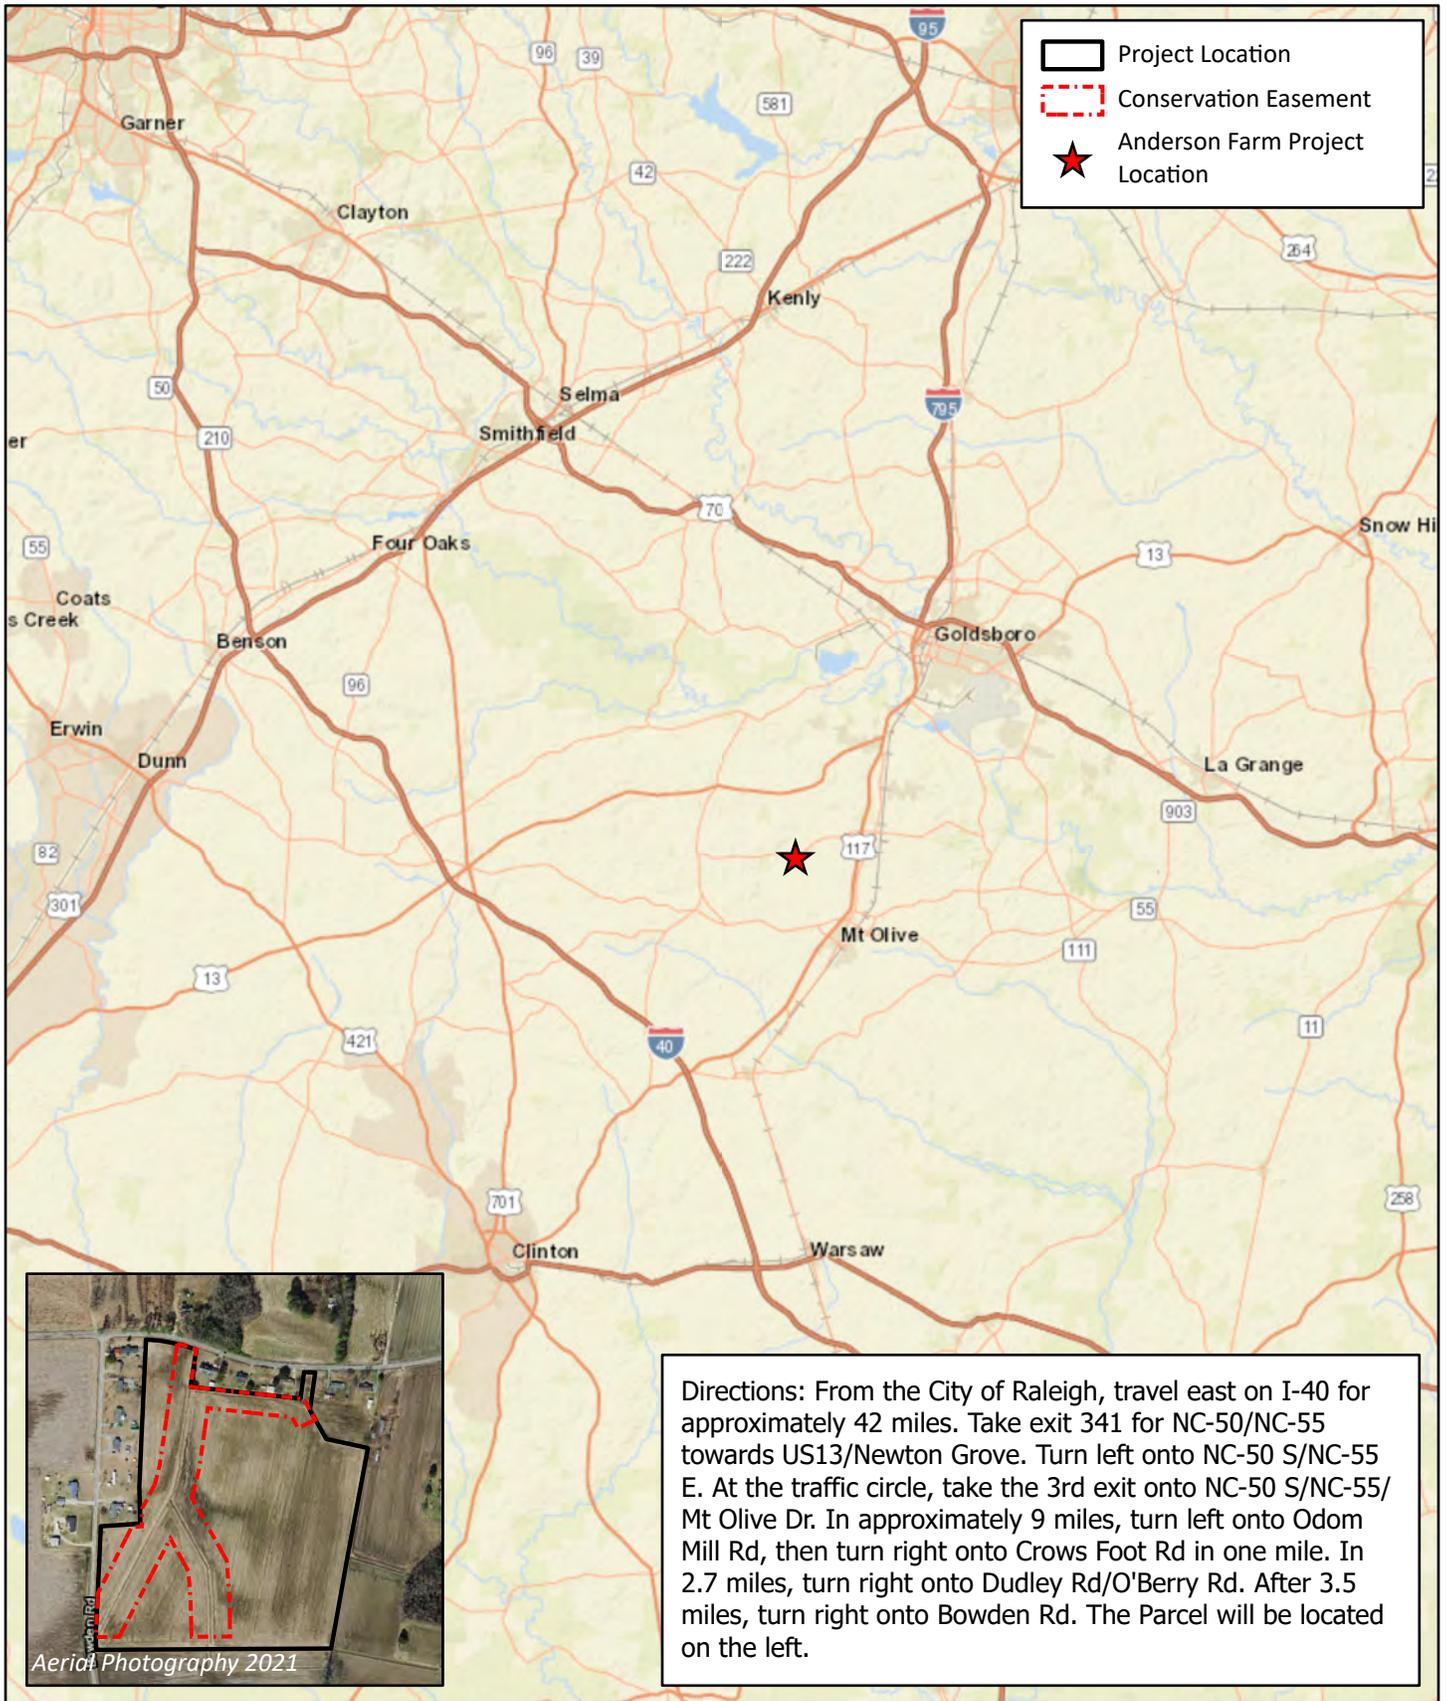 95
96
39
Project Location
Conservation Easement
Anderson Farm Project
Location
581
Garner
42
Clayton
222
264
Kenly
50
Selma
795
210
Smithfield
er
70
Snow Hi
Four Oaks
55
13
Coats
s Creek
Benson
Goldsboro
96
Erwin
Dunn
La Grange
903
82
117
301
55
Mt Olive
111
13
11
421
40
701
258
Clinton
Warsaw
Directions: From the City of Raleigh, travel east on I-40 for
approximately 42 miles. Take exit 341 for NC-50/NC-55
towards US13/Newton Grove. Turn left onto NC-50 S/NC-55
E. At the traffic circle, take the 3rd exit onto NC-50 S/NC-55/
Mt Olive Dr. In approximately 9 miles, turn left onto Odom
Mill Rd, then turn right onto Crows Foot Rd in one mile. In
2.7 miles, turn right onto Dudley Rd/O'Berry Rd. After 3.5
miles, turn right onto Bowden Rd. The Parcel will be located
on the left.
wden Rd
Aerial Photography 2021